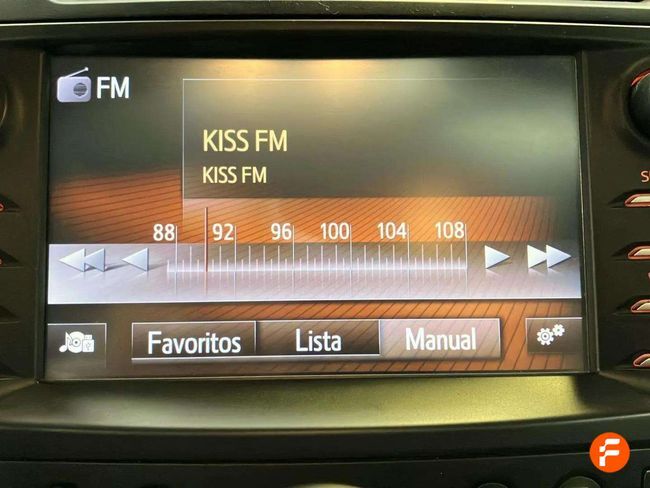 FM
KISS FM
KISS FM
88 92 96 100 104 108
Favoritos Lista Manual